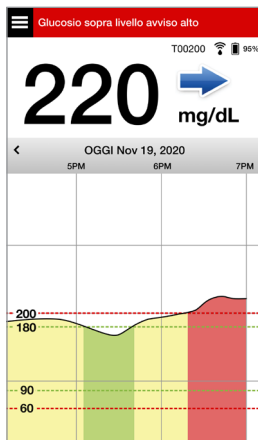 Glucosio sopra livello avviso alto
T00200 95%
220
mg/dL
OGGI Nov 19, 2020
5PM 6PM 7PM
200
180
90
60